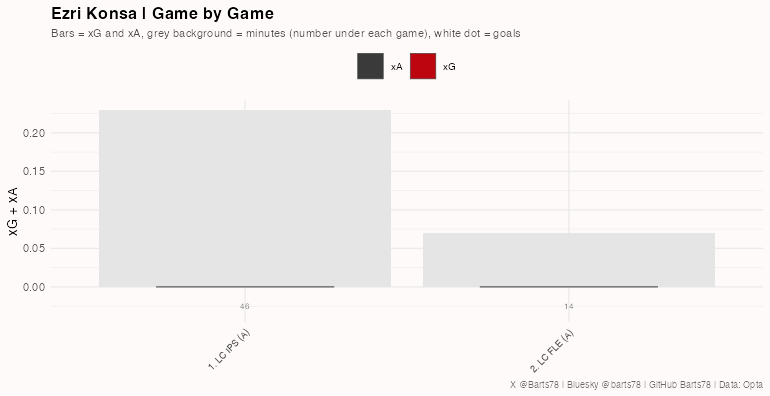 Ezri Konsa | Game by Game
Bars = xG and xA, grey background = minutes (number under each game), white dot = goals
xA xG
xG + xA
0.20
0.15
0.10
0.05
0.00
46 14
1. LC IPS (A) 2. LC FLE (A)
X @Barts78 | Bluesky @barts78 | GitHub Barts78 | Data: Opta